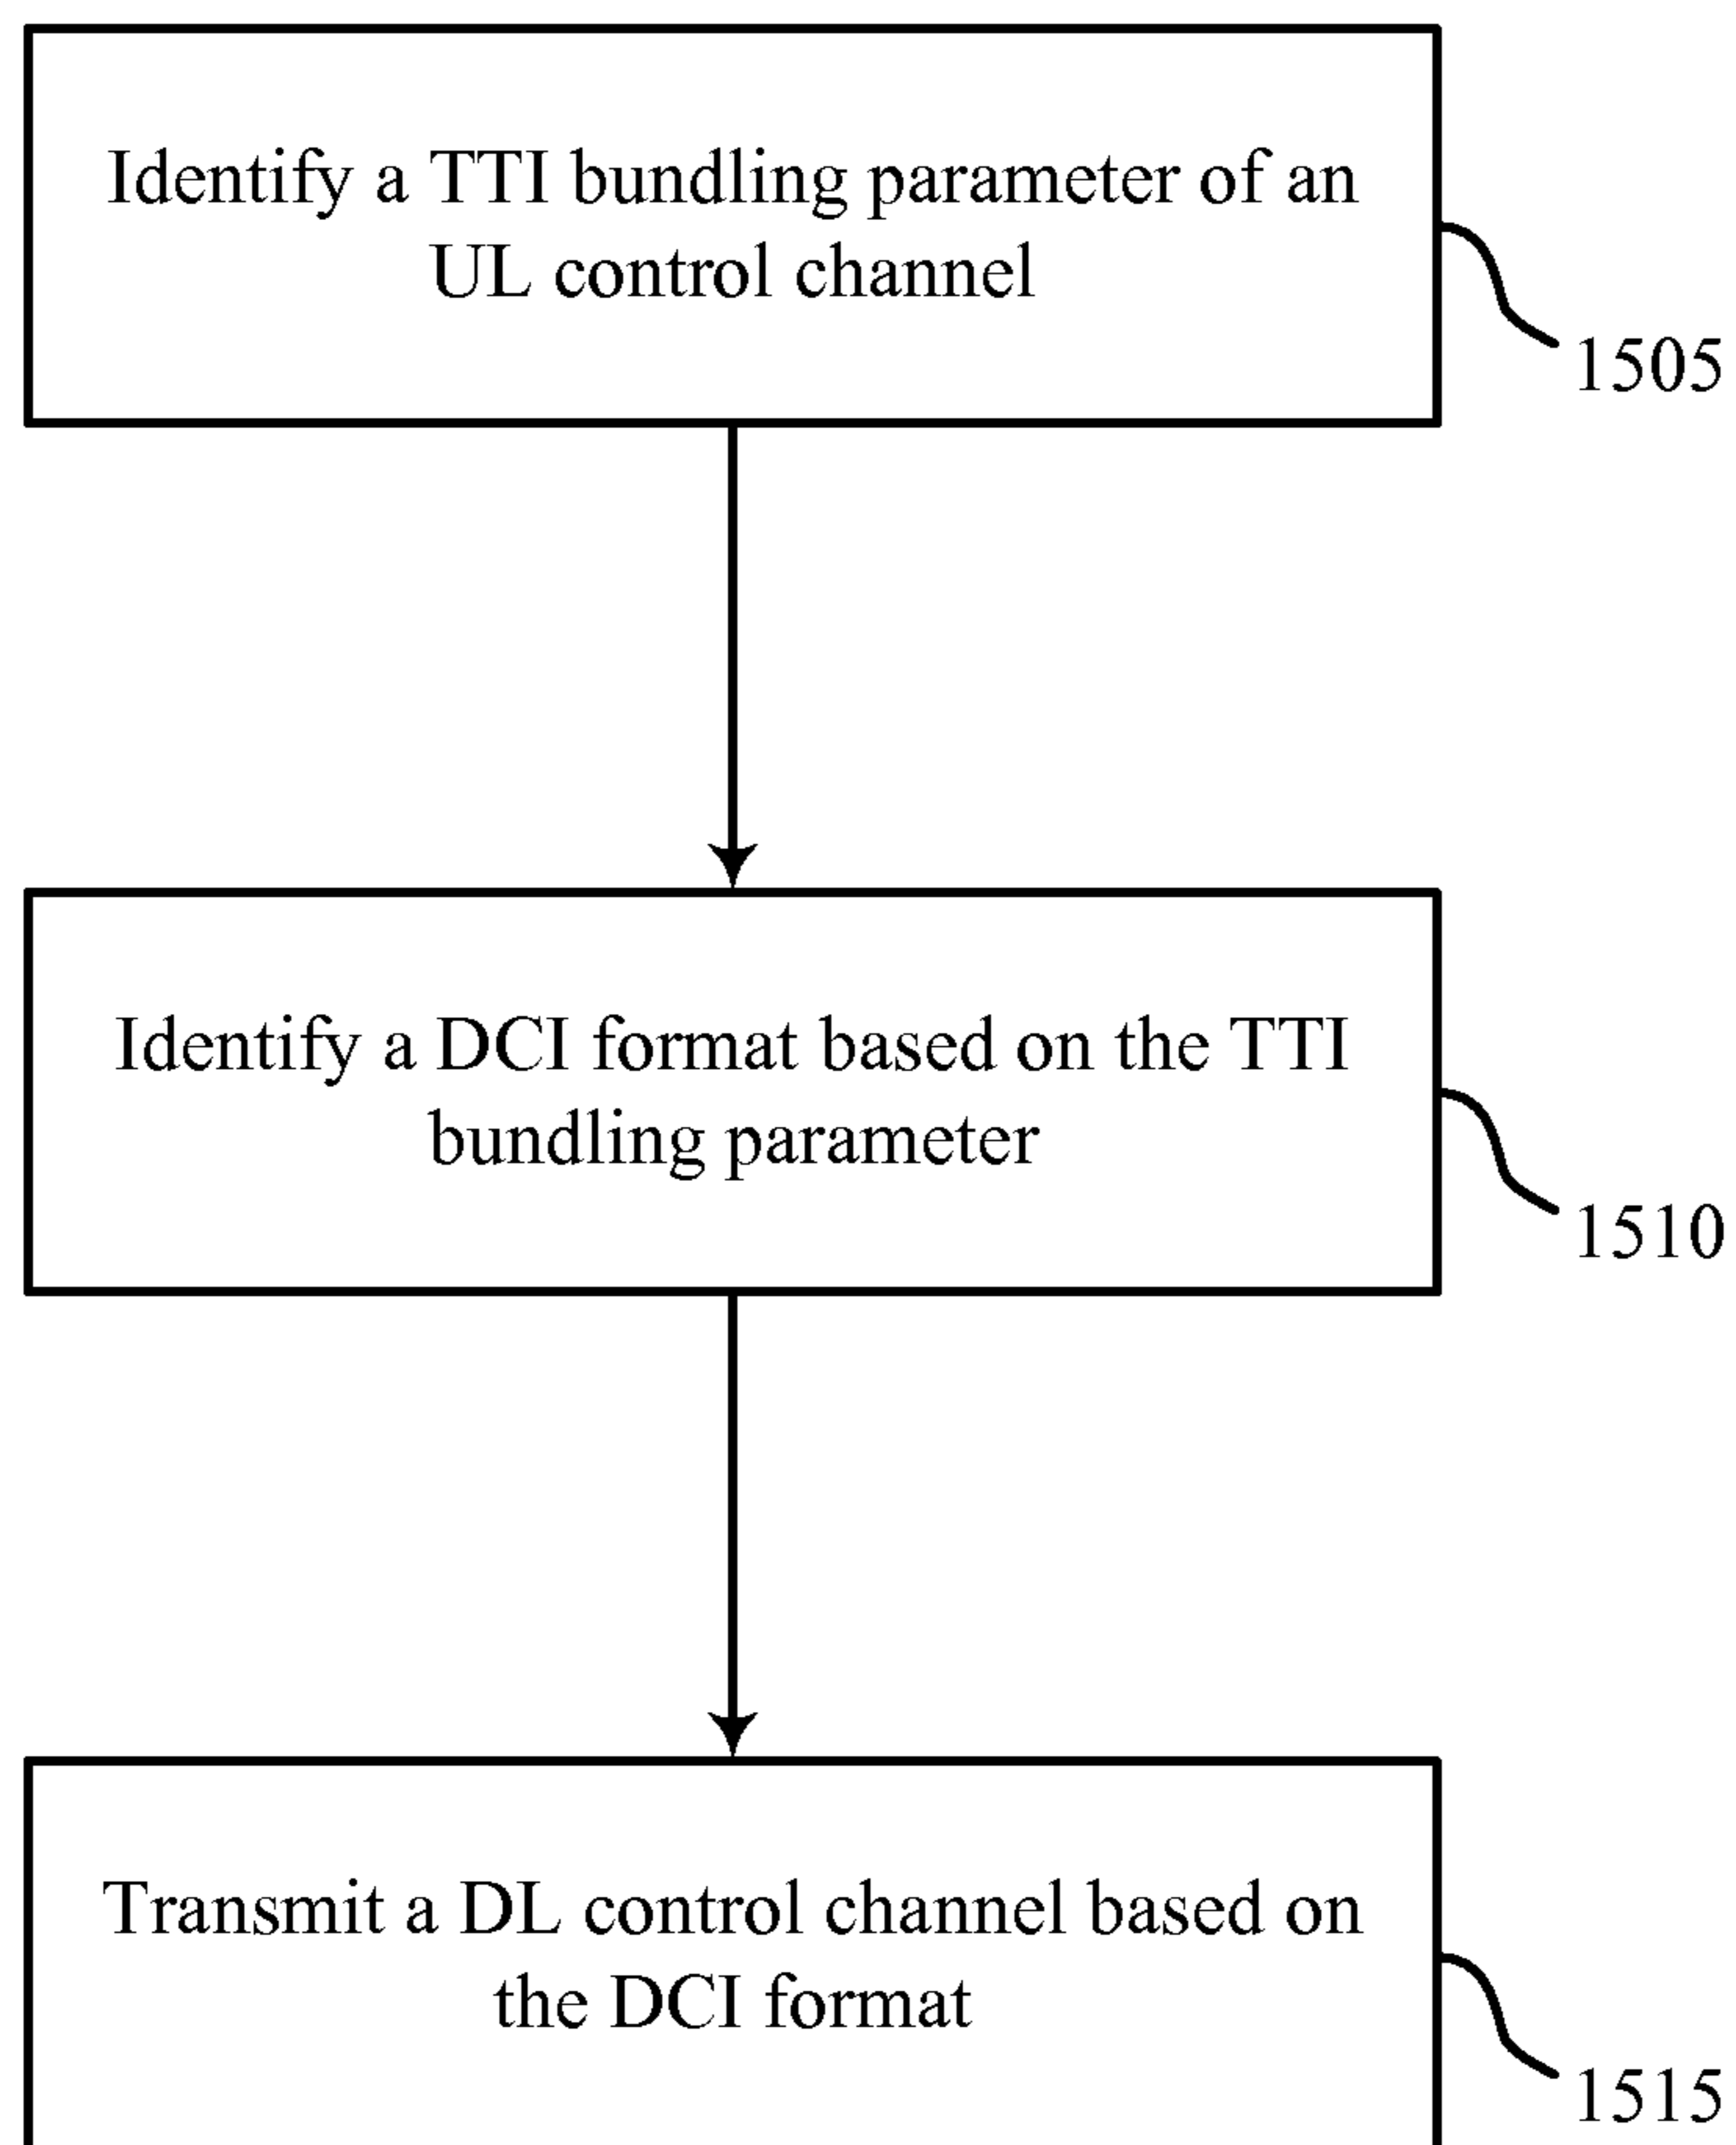 Identify a TTI bundling parameter of an
UL control channel
1505
Identify a DCI format based on the TTI
bundling parameter
1510
Transmit a DL control channel based on
the DCI format
1515